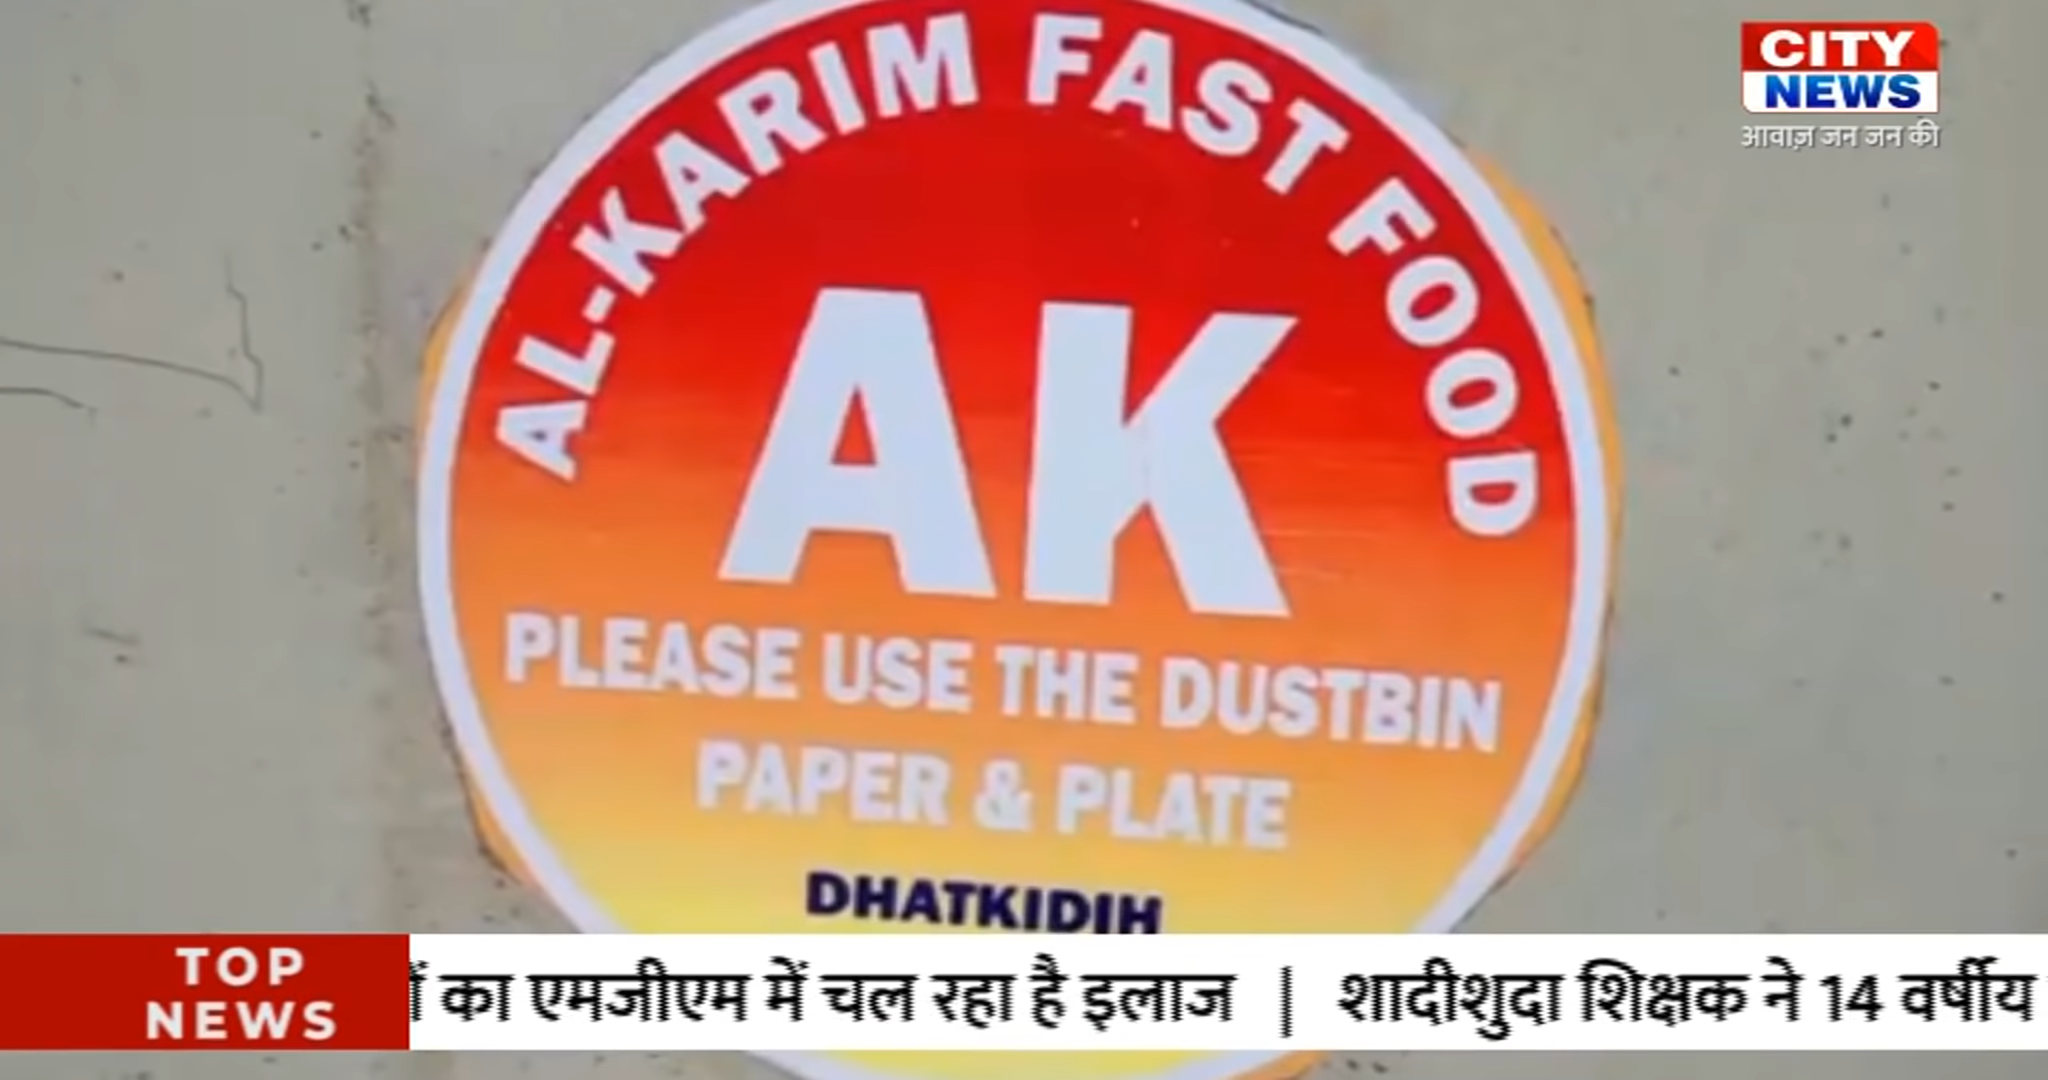 CITY
NEWS
आवाज़ जन जन की
AL-KARIM FAST FOOD
AK
PLEASE USE THE DUSTBIN
PAPER & PLATE
DHATKIDIH
TOP
NEWS
का एमजीएम में चल रहा है इलाज | शादीशुदा शिक्षक ने 14 वर्षीय